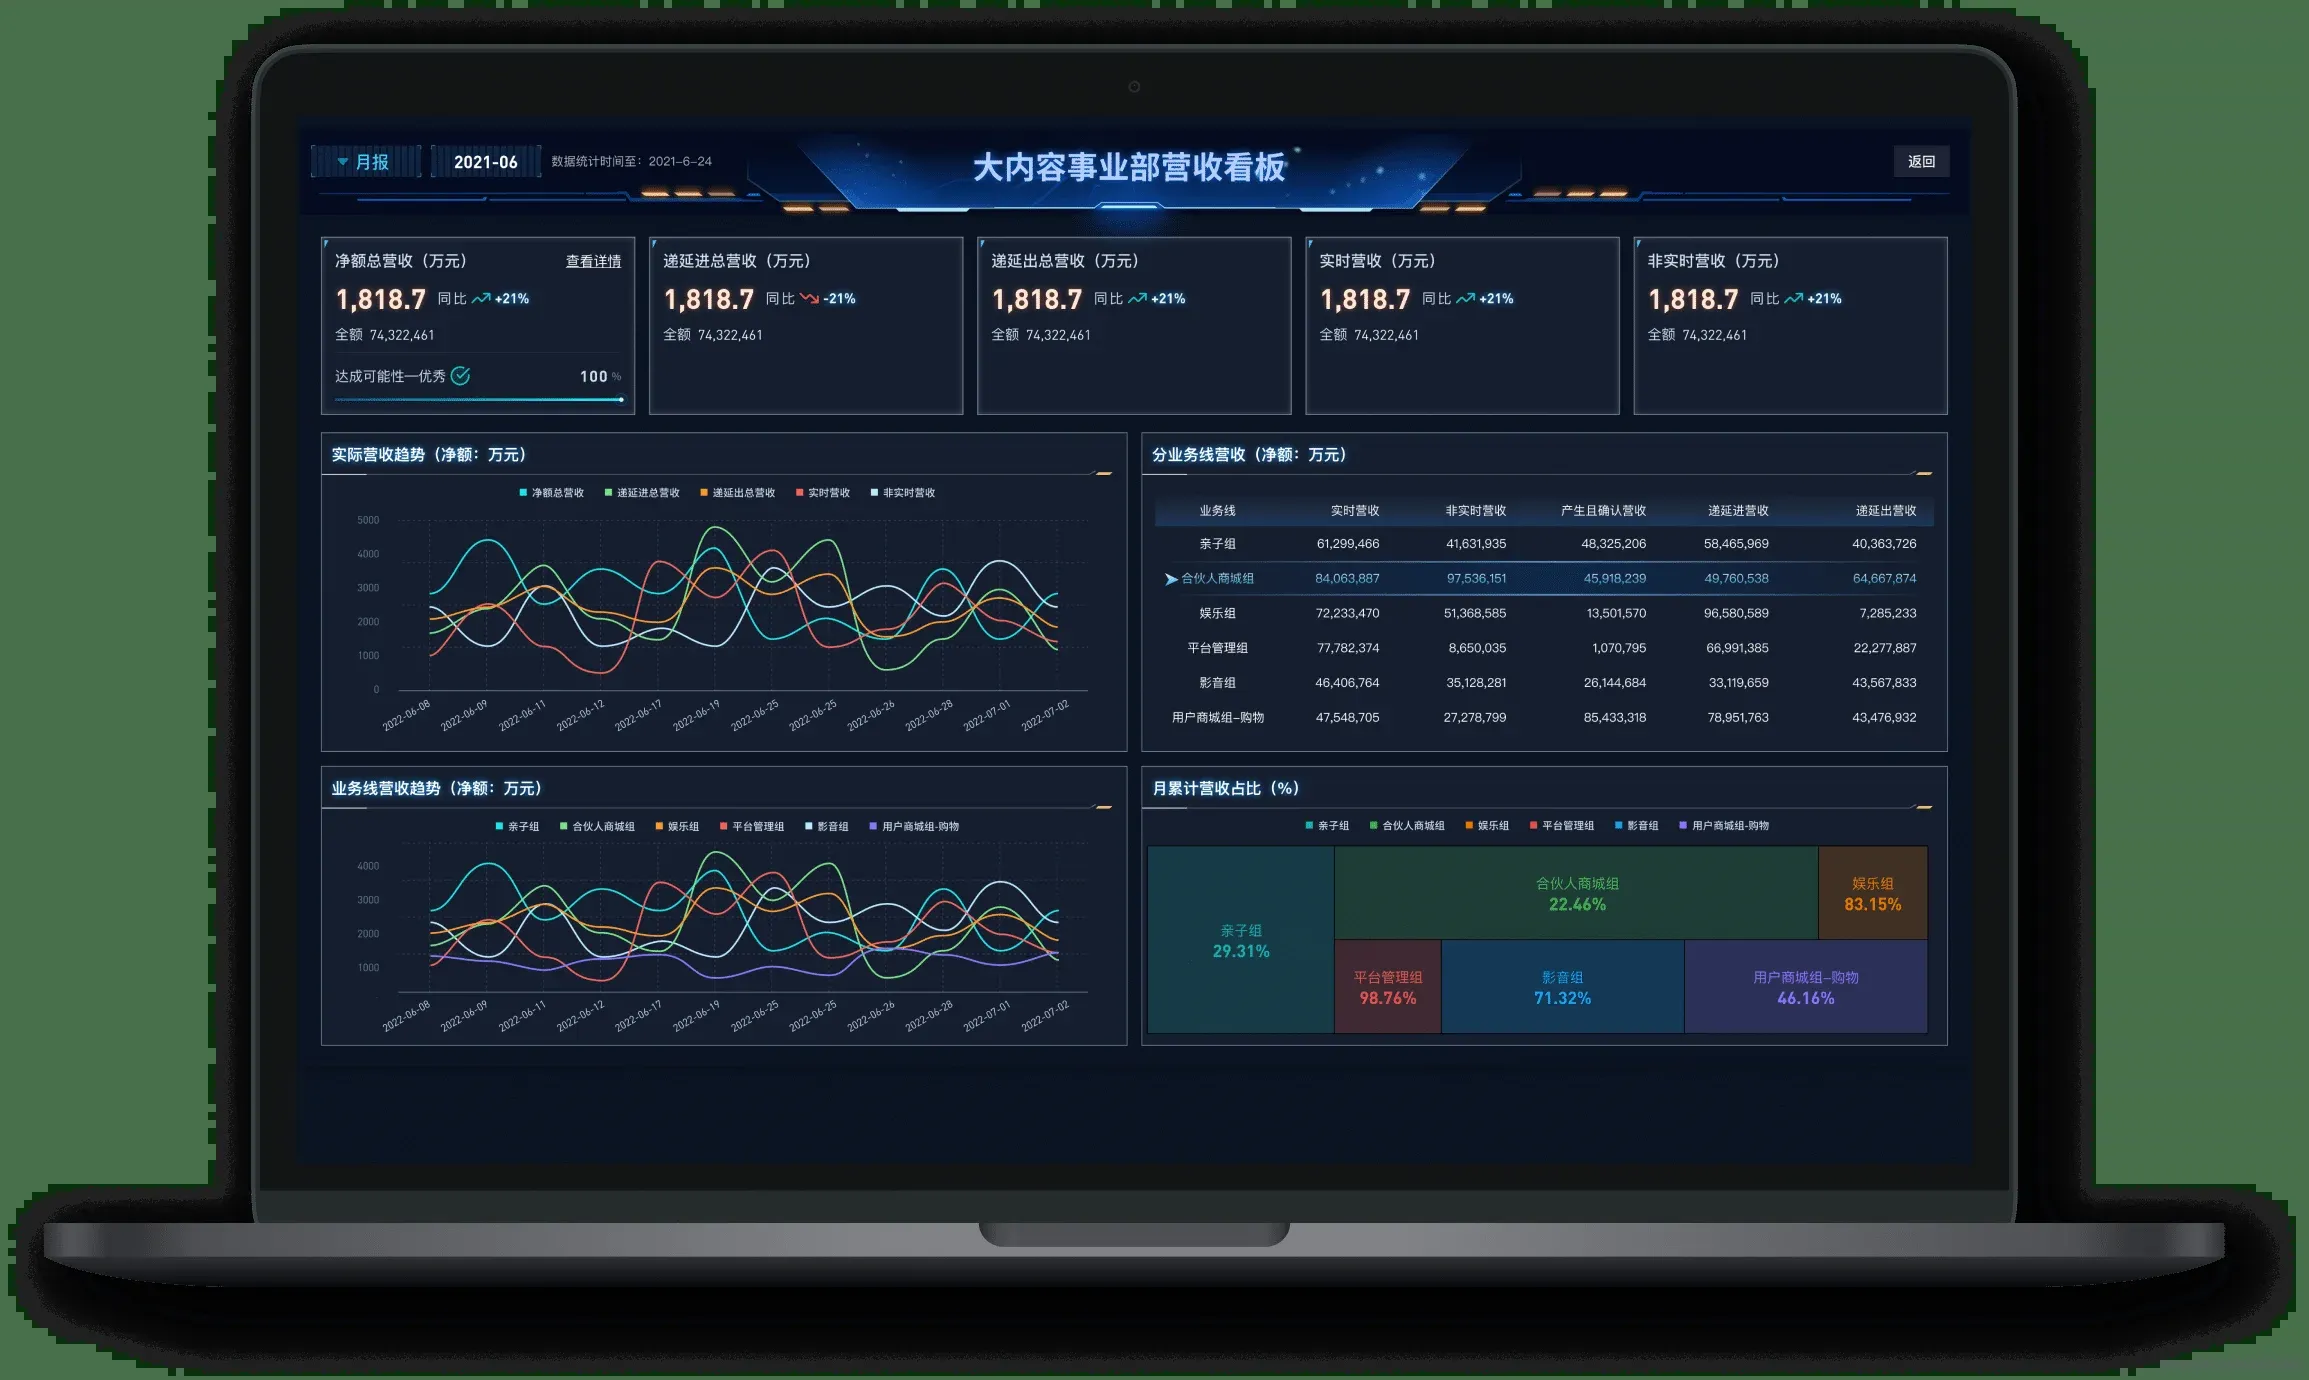 月报
2021-06
数据统计时间至：2021-6-24
大内容事业部营收看板
返回
净额总营收（万元）
查看详情
1,818.7 同比 +21%
全额 74,322,461
达成可能性一优秀
100 %
递延进总营收（万元）
1,818.7 同比 -21%
全额 74,322,461
递延出总营收（万元）
1,818.7 同比 +21%
全额 74,322,461
实时营收（万元）
1,818.7 同比 +21%
全额 74,322,461
非实时营收（万元）
1,818.7 同比 +21%
全额 74,322,461
实际营收趋势（净额：万元）
净额总营收 递延进总营收 递延出总营收 实时营收 非实时营收
5000
4000
3000
2000
1000
0
2022-06-08 2022-06-09 2022-06-11 2022-06-12 2022-06-17 2022-06-19 2022-06-25 2022-06-25 2022-06-26 2022-06-28 2022-07-01 2022-07-02
分业务线营收（净额：万元）
业务线 实时营收 非实时营收 产生且确认营收 递延进营收 递延出营收
亲子组 61,299,466 41,631,935 48,325,206 58,465,969 40,363,726
合伙人商城组 84,063,887 97,536,151 45,918,239 49,760,538 64,667,874
娱乐组 72,233,470 51,368,585 13,501,570 96,580,589 7,285,233
平台管理组 77,782,374 8,650,035 1,070,795 66,991,385 22,277,887
影音组 46,406,764 35,128,281 26,144,684 33,119,659 43,567,833
用户商城组-购物 47,548,705 27,278,799 85,433,318 78,951,763 43,476,932
业务线营收趋势（净额：万元）
亲子组 合伙人商城组 娱乐组 平台管理组 影音组 用户商城组-购物
4000
3000
2000
1000
2022-06-08 2022-06-09 2022-06-11 2022-06-12 2022-06-17 2022-06-19 2022-06-25 2022-06-25 2022-06-26 2022-06-28 2022-07-01 2022-07-02
月累计营收占比（%）
亲子组 合伙人商城组 娱乐组 平台管理组 影音组 用户商城组-购物
亲子组
29.31%
合伙人商城组
22.46%
娱乐组
83.15%
平台管理组
98.76%
影音组
71.32%
用户商城组-购物
46.16%